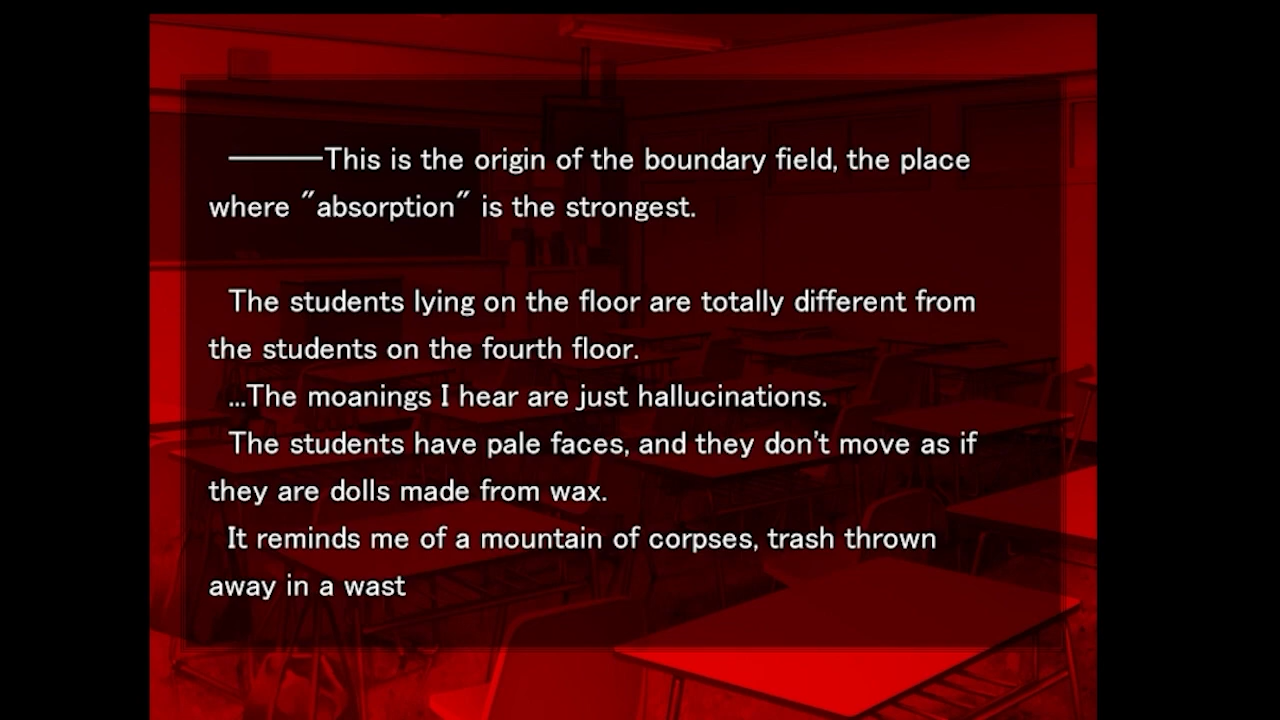 ———This is the origin of the boundary field, the place
where "absorption" is the strongest.
The students lying on the floor are totally different from
the students on the fourth floor.
...The moanings I hear are just hallucinations.
The students have pale faces, and they don't move as if
they are dolls made from wax.
It reminds me of a mountain of corpses, trash thrown
away in a wast